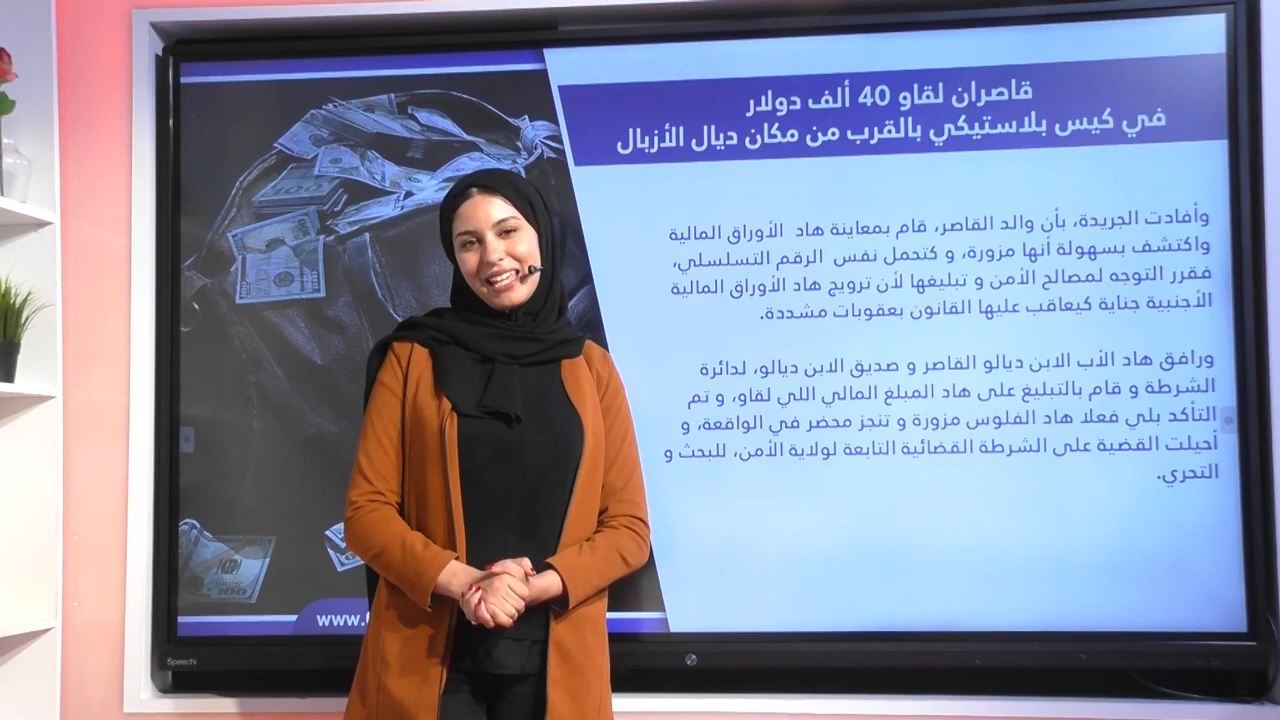 قاصران لقاو 40 ألف دولار
في كيس بلاستيكي بالقرب من مكان ديال الأزبال
وأفادت الجريدة، بأن والد القاصر، قام بمعاينة هاد الأوراق المالية
واكتشف بسهولة أنها مزورة، و كتحمل نفس الرقم التسلسلي،
فقرر التوجه لمصالح الأمن و تبليغها لأن ترويج هاد الأوراق المالية
الأجنبية جناية كيعاقب عليها القانون بعقوبات مشددة.
ورافق هاد الأب الابن ديالو القاصر و صديق الابن ديالو، لدائرة
الشرطة و قام بالتبليغ على هاد المبلغ المالي اللي لقاو، و تم
التأكد بلي فعلا هاد الفلوس مزورة و تنجز محضر في الواقعة، و
أحيلت القضية على الشرطة القضائية التابعة لولاية الأمن، للبحث و
التحري.
100
100
www.
Speechi